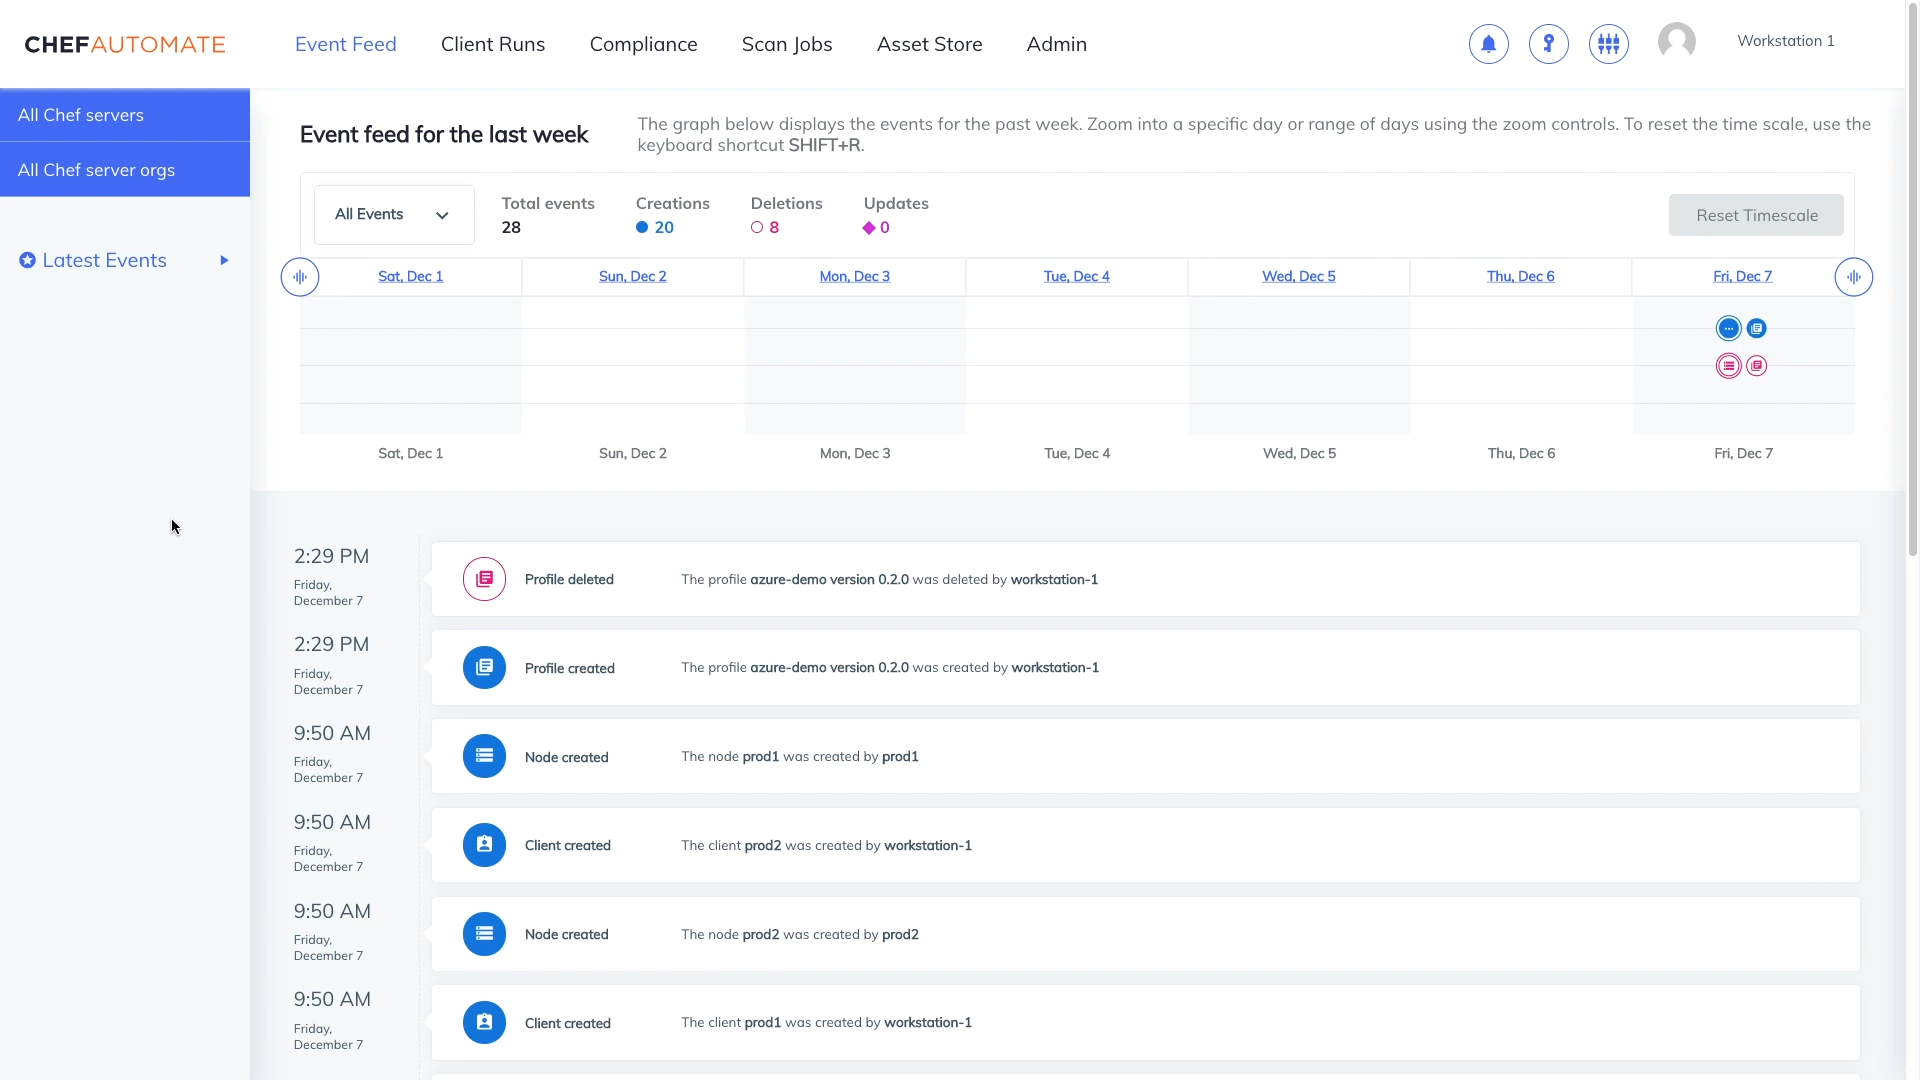 CHEFAUTOMATE
Event Feed
Client Runs
Compliance
Scan Jobs
Asset Store
Admin
Workstation 1
All Chef servers
All Chef server orgs
Latest Events
Event feed for the last week
The graph below displays the events for the past week. Zoom into a specific day or range of days using the zoom controls. To reset the time scale, use the
keyboard shortcut SHIFT+R.
All Events
Total events
28
Creations
20
Deletions
8
Updates
0
Reset Timescale
Sat, Dec 1
Sun, Dec 2
Mon, Dec 3
Tue, Dec 4
Wed, Dec 5
Thu, Dec 6
Fri, Dec 7
Sat, Dec 1
Sun, Dec 2
Mon, Dec 3
Tue, Dec 4
Wed, Dec 5
Thu, Dec 6
Fri, Dec 7
2:29 PM
Friday,
December 7
Profile deleted
The profile azure-demo version 0.2.0 was deleted by workstation-1
2:29 PM
Friday,
December 7
Profile created
The profile azure-demo version 0.2.0 was created by workstation-1
9:50 AM
Friday,
December 7
Node created
The node prod1 was created by prod1
9:50 AM
Friday,
December 7
Client created
The client prod2 was created by workstation-1
9:50 AM
Friday,
December 7
Node created
The node prod2 was created by prod2
9:50 AM
Friday,
December 7
Client created
The client prod1 was created by workstation-1